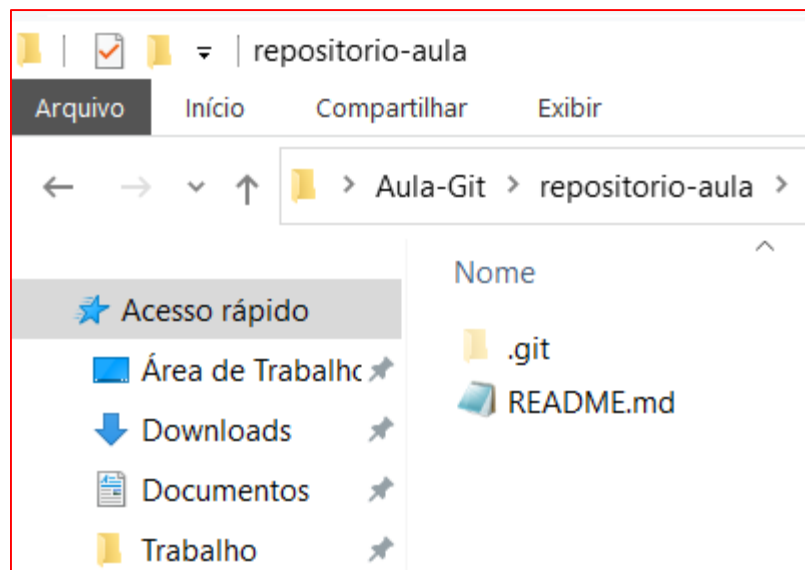 repositorio-aula
Arquivo Início Compartilhar Exibir
Aula-Git > repositorio-aula >
Nome
Acesso rápido
.git
Área de Trabalho
README.md
Downloads
Documentos
Trabalho